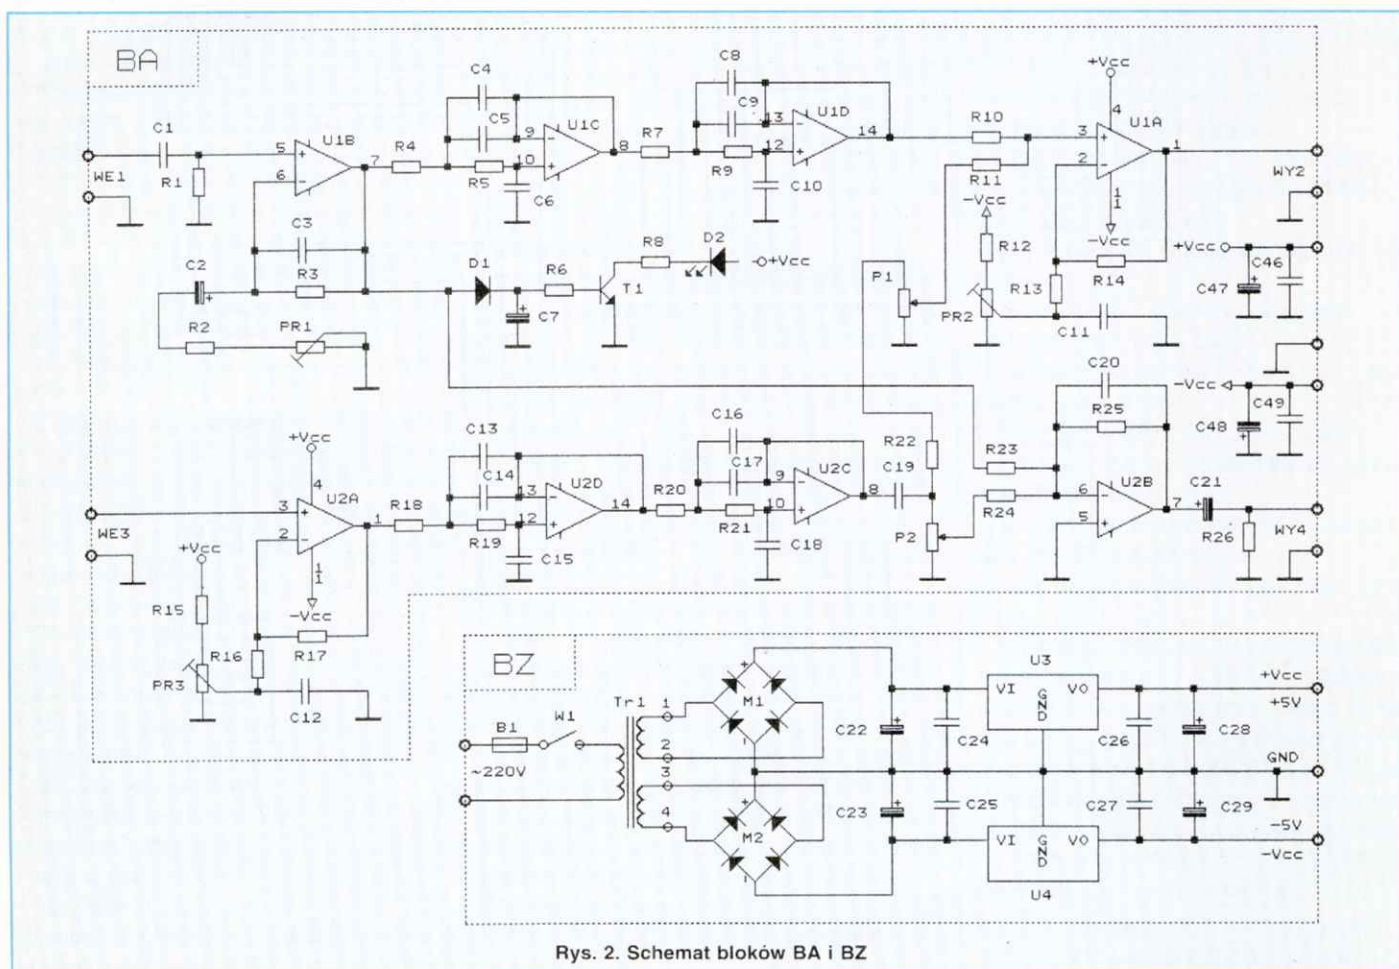 BA
C1
WE1
R1
5
6
U1B
7
R4
C4
C5
9
R5
10
C6
U1C
8
R7
C8
C9
13
R9
12
C10
U1D
14
R10
R11
+Vcc
4
3
2
U1A
1
11
-Vcc
WY2
C3
R3
C2
R2
PR1
D1
C7
R6
T1
R8
D2
+Vcc
P1
-Vcc
R12
PR2
R13
R14
C11
+Vcc
C46
C47
-Vcc
C49
C48
WE3
+Vcc
4
3
2
U2A
1
11
-Vcc
+Vcc
R15
PR3
R16
R17
C12
R18
C13
C14
13
R19
12
C15
U2D
14
R20
C16
C17
9
R21
10
C18
U2C
8
C19
R22
P2
R23
R24
C20
R25
6
5
U2B
7
C21
R26
WY4
BZ
B1
W1
~220V
Tr1
1
2
3
4
M1
M2
C22
C23
C24
C25
U3
VI
GND
VO
U4
VI
GND
VO
C26
C27
C28
C29
+Vcc
+5V
GND
-5V
-Vcc
Rys. 2. Schemat bloków BA i BZ